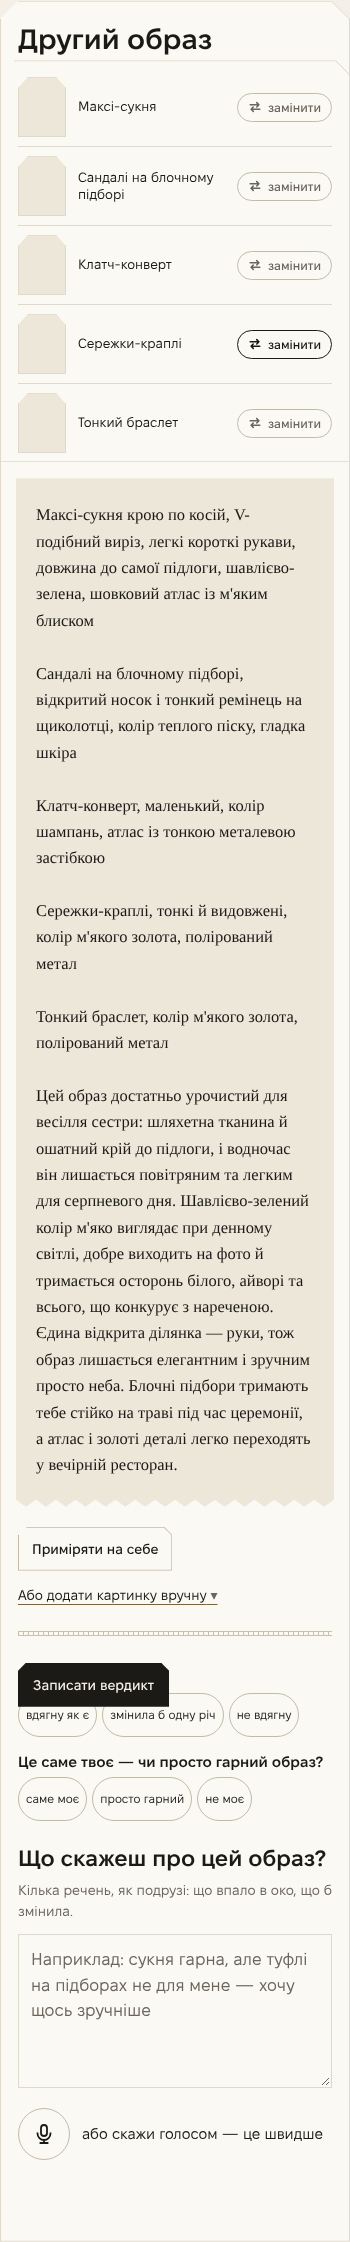 Другий образ
Максі-сукня
замінити
Сандалі на блочному
підборі
замінити
Клатч-конверт
замінити
Сережки-краплі
замінити
Тонкий браслет
замінити
Максі-сукня крою по косій, V-
подібний виріз, легкі короткі рукави,
довжина до самої підлоги, шавлієво-
зелена, шовковий атлас із м'яким
блиском
Сандалі на блочному підборі,
відкритий носок і тонкий ремінець на
щиколотці, колір теплого піску, гладка
шкіра
Клатч-конверт, маленький, колір
шампань, атлас із тонкою металевою
застібкою
Сережки-краплі, тонкі й видовжені,
колір м'якого золота, полірований
метал
Тонкий браслет, колір м'якого золота,
полірований метал
Цей образ достатньо урочистий для
весілля сестри: шляхетна тканина й
ошатний крій до підлоги, і водночас
він лишається повітряним та легким
для серпневого дня. Шавлієво-зелений
колір м'яко виглядає при денному
світлі, добре виходить на фото й
тримається осторонь білого, айворі та
всього, що конкурує з нареченою.
Єдина відкрита ділянка — руки, тож
образ лишається елегантним і зручним
просто неба. Блочні підбори тримають
тебе стійко на траві під час церемонії,
а атлас і золоті деталі легко переходять
у вечірній ресторан.
Приміряти на себе
Або додати картинку вручну ▾
Записати вердикт
вдягну як є
змінила б одну річ
не вдягну
Це саме твоє — чи просто гарний образ?
саме моє
просто гарний
не моє
Що скажеш про цей образ?
Кілька речень, як подрузі: що впало в око, що б
змінила.
Наприклад: сукня гарна, але туфлі
на підборах не для мене — хочу
щось зручніше
або скажи голосом — це швидше